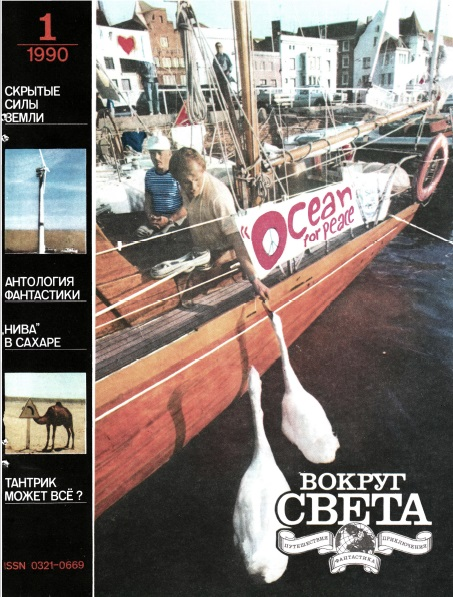 1
1990
СКРЫТЫЕ
СИЛЫ
ЗЕМЛИ
АНТОЛОГИЯ
ФАНТАСТИКИ
„НИВА”
В САХАРЕ
ТАНТРИК
МОЖЕТ ВСЁ?
ISSN 0321-0669
“Ocean
for peace
ВОКРУГ
СВЕТА
ПУТЕШЕСТВИЯ
ПРИКЛЮЧЕНИЯ
ФАНТАСТИКА